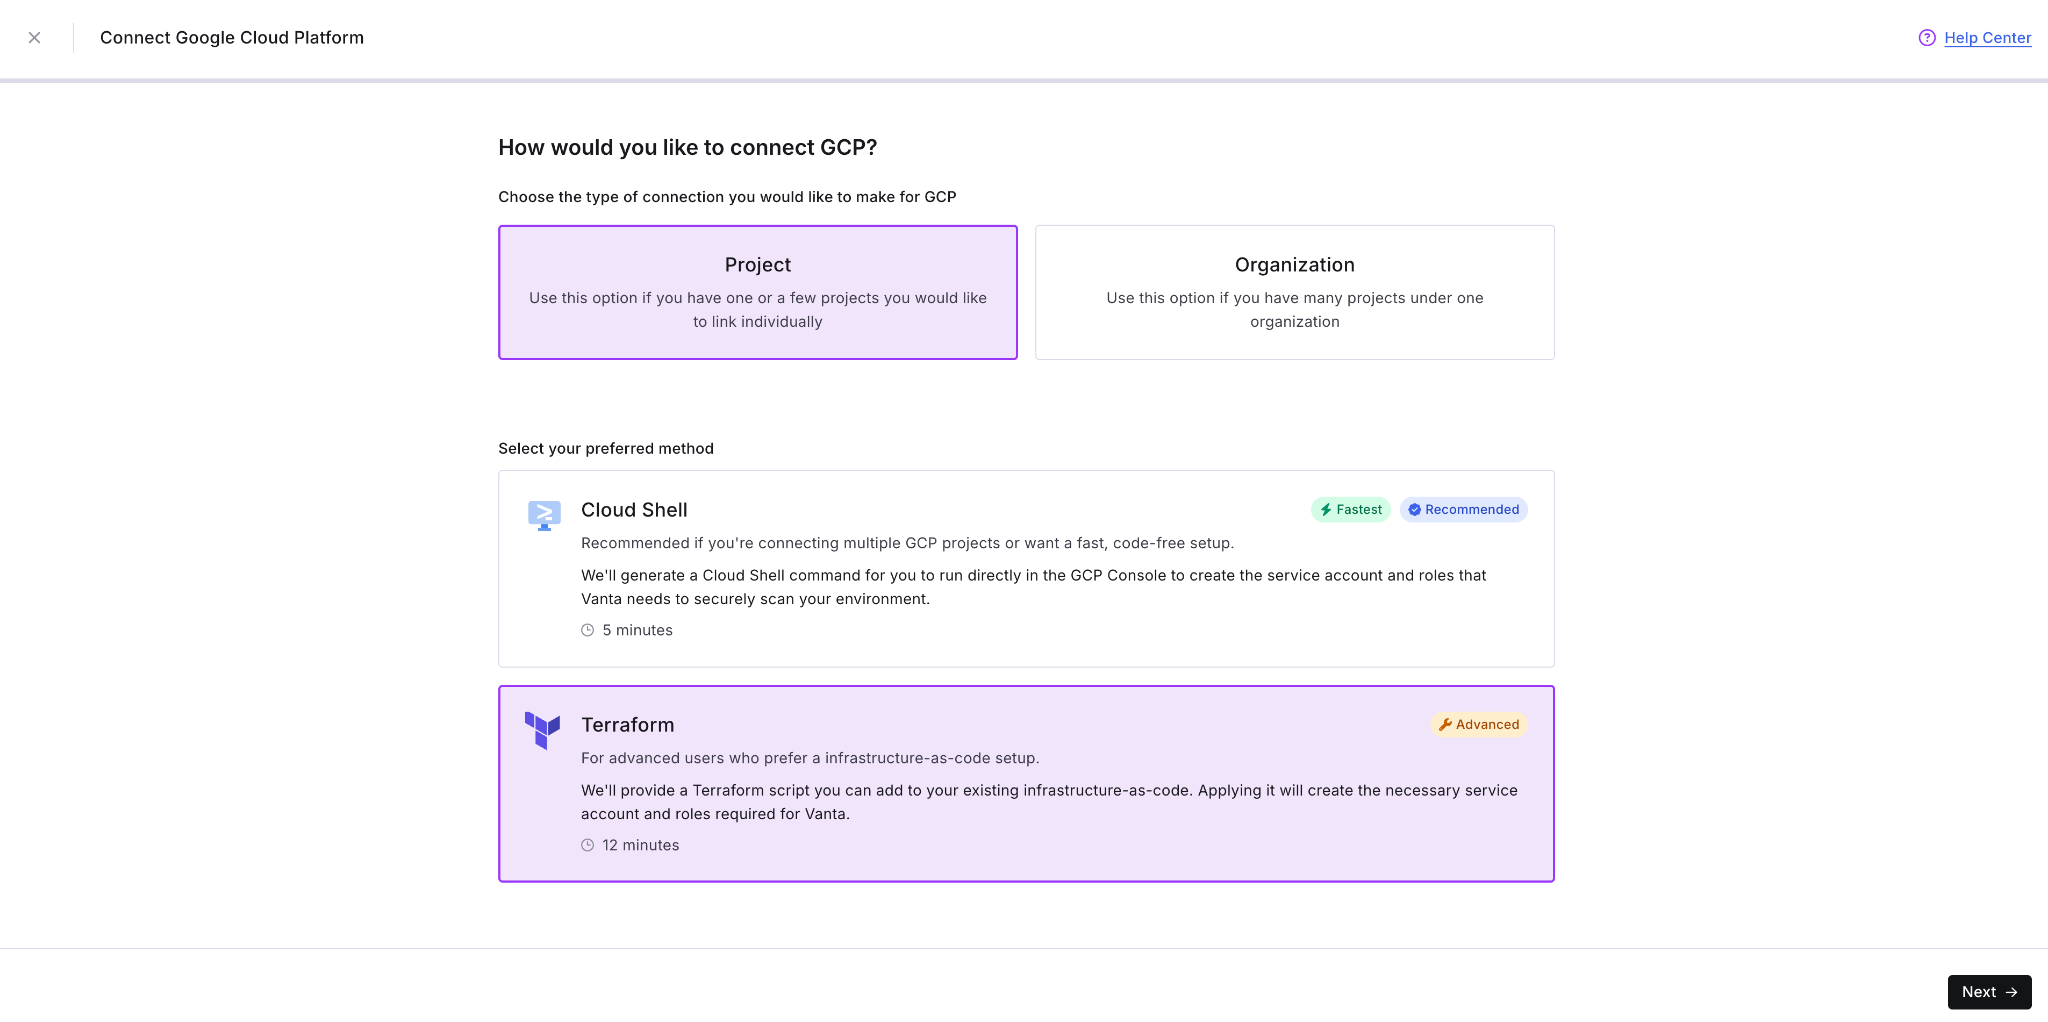 Connect Google Cloud Platform
Help Center
How would you like to connect GCP?
Choose the type of connection you would like to make for GCP
Project
Use this option if you have one or a few projects you would like
to link individually
Organization
Use this option if you have many projects under one
organization
Select your preferred method
Cloud Shell
Fastest
Recommended
Recommended if you're connecting multiple GCP projects or want a fast, code-free setup.
We'll generate a Cloud Shell command for you to run directly in the GCP Console to create the service account and roles that
Vanta needs to securely scan your environment.
5 minutes
Terraform
Advanced
For advanced users who prefer a infrastructure-as-code setup.
We'll provide a Terraform script you can add to your existing infrastructure-as-code. Applying it will create the necessary service
account and roles required for Vanta.
12 minutes
Next →